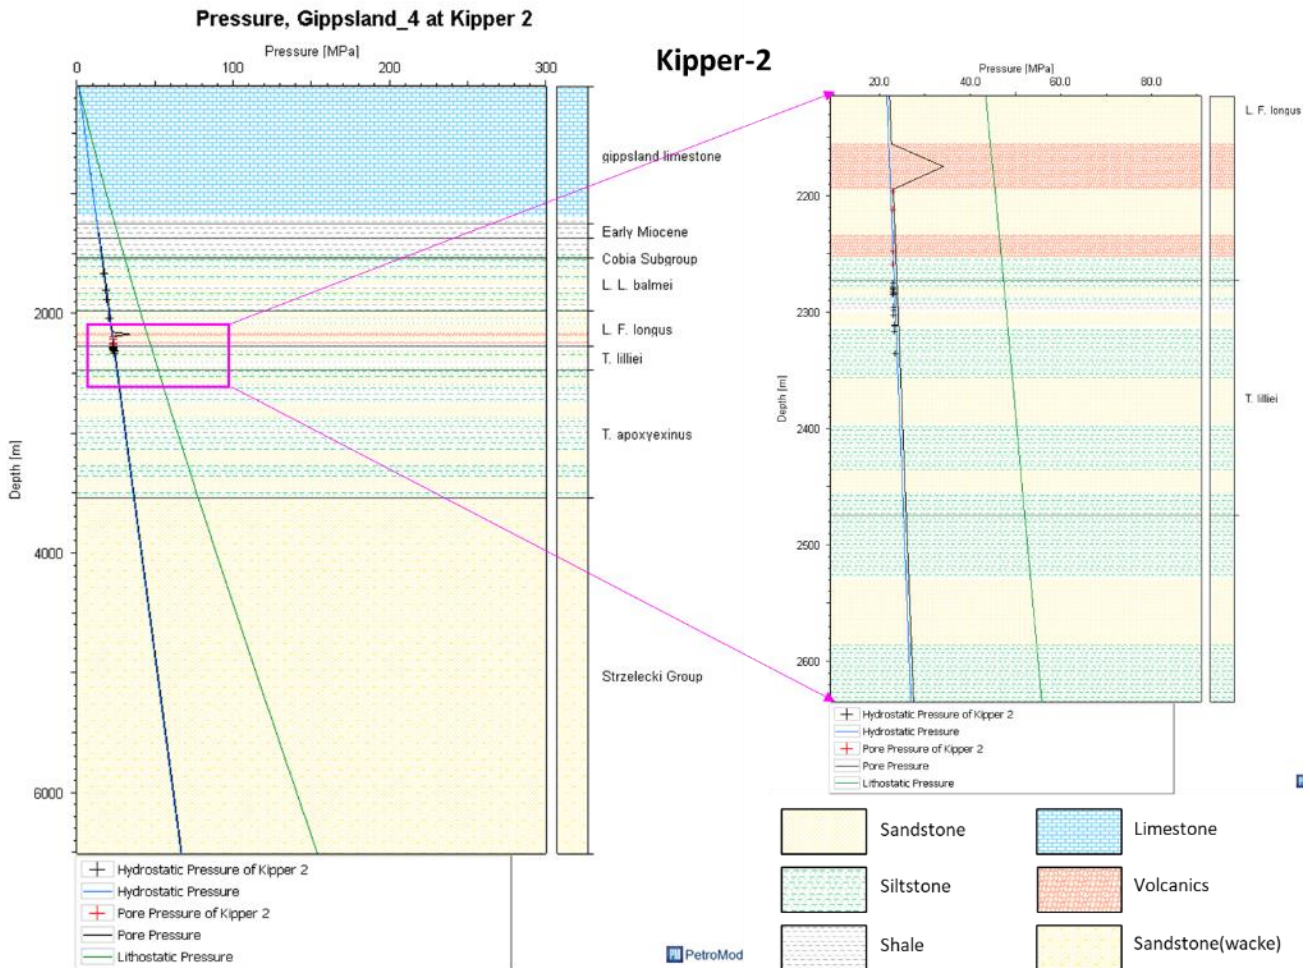 Pressure, Gippsland_4 at Kipper 2
Pressure [MPa]
0 100 200 300
Depth [m]
2000
4000
6000
gippsland limestone
Early Miocene
Cobia Subgroup
L. L. balmei
L. F. longus
T. lilliei
T. apoxyexinus
Strzelecki Group
Hydrostatic Pressure of Kipper 2
Hydrostatic Pressure
Pore Pressure of Kipper 2
Pore Pressure
Lithostatic Pressure
PetroMod
Kipper-2
Pressure [MPa]
20.0 40.0 60.0 80.0
Depth [m]
2200
2300
2400
2500
2600
L. F. longus
T. lilliei
Hydrostatic Pressure of Kipper 2
Hydrostatic Pressure
Pore Pressure of Kipper 2
Pore Pressure
Lithostatic Pressure
Sandstone
Limestone
Siltstone
Volcanics
Shale
Sandstone(wacke)